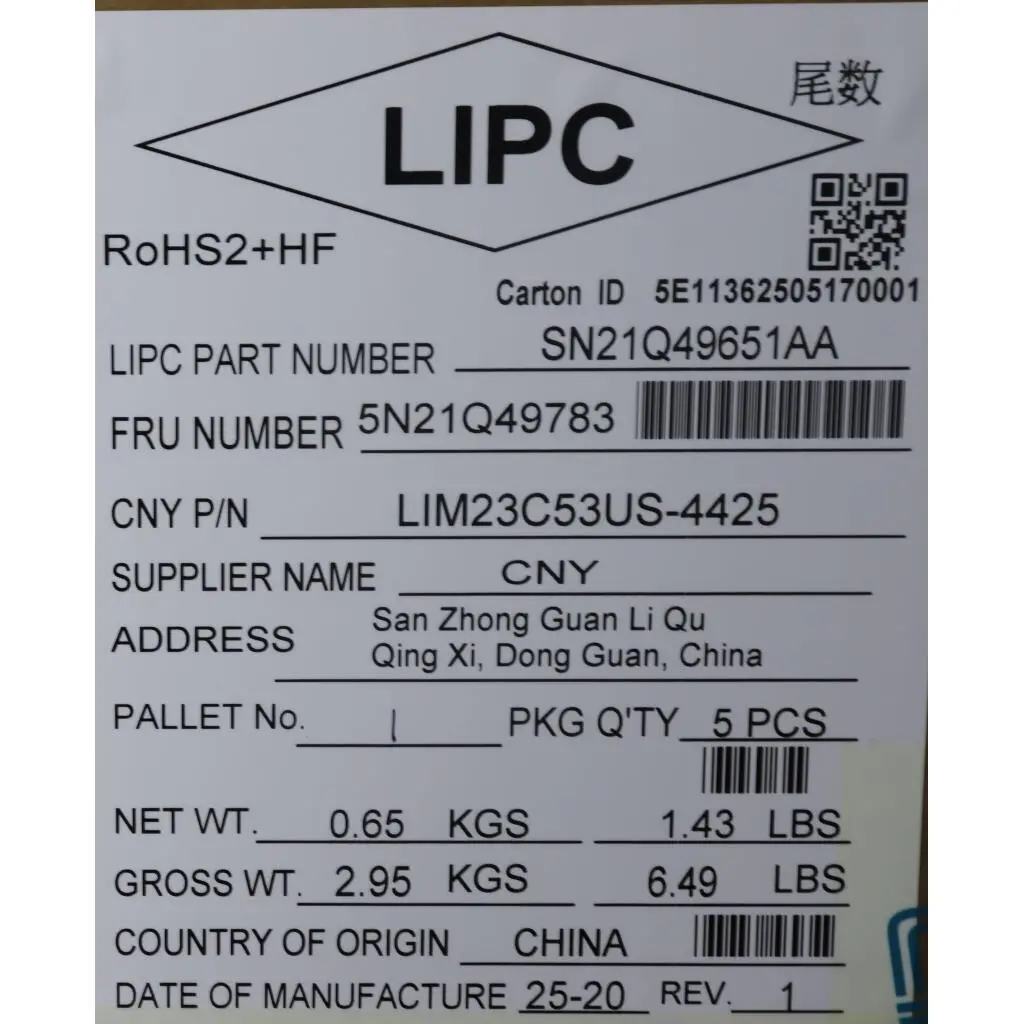 尾数
LIPC
RoHS2+HF
Carton ID 5E11362505170001
LIPC PART NUMBER SN21Q49651AA
FRU NUMBER 5N21Q49783
CNY P/N LIM23C53US-4425
SUPPLIER NAME CNY
ADDRESS San Zhong Guan Li Qu
Qing Xi, Dong Guan, China
PALLET No. 1 PKG Q'TY 5 PCS
NET WT. 0.65 KGS 1.43 LBS
GROSS WT. 2.95 KGS 6.49 LBS
COUNTRY OF ORIGIN CHINA
DATE OF MANUFACTURE 25-20 REV. 1